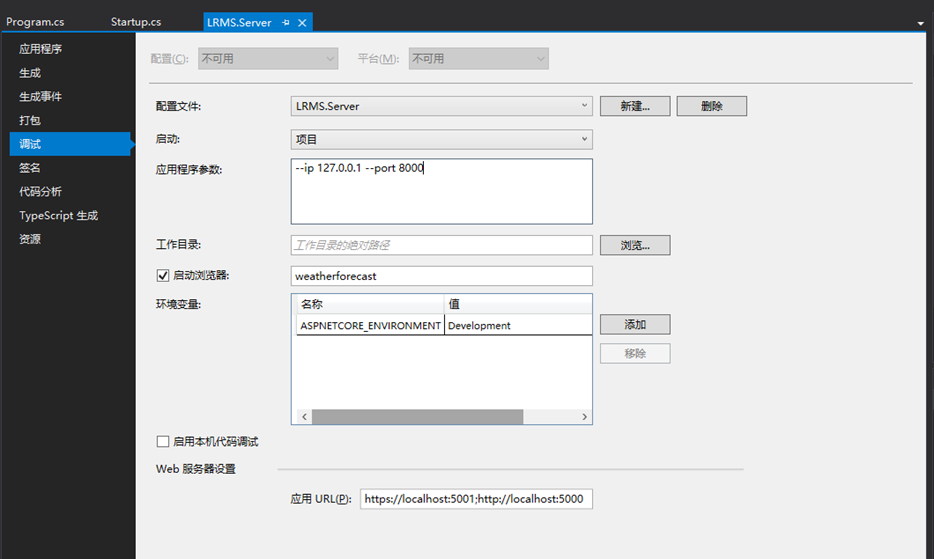 Program.cs
Startup.cs
LRMS.Server
应用程序
生成
生成事件
打包
调试
签名
代码分析
TypeScript 生成
资源
配置(C): 不可用 平台(M): 不可用
配置文件: LRMS.Server 新建... 删除
启动: 项目
应用程序参数: --ip 127.0.0.1 --port 8000
工作目录: 工作目录的绝对路径 浏览...
启动浏览器: weatherforecast
环境变量: 名称 值
ASPNETCORE_ENVIRONMENT Development 添加
移除
启用本机代码调试
Web 服务器设置
应用 URL(P): https://localhost:5001;http://localhost:5000